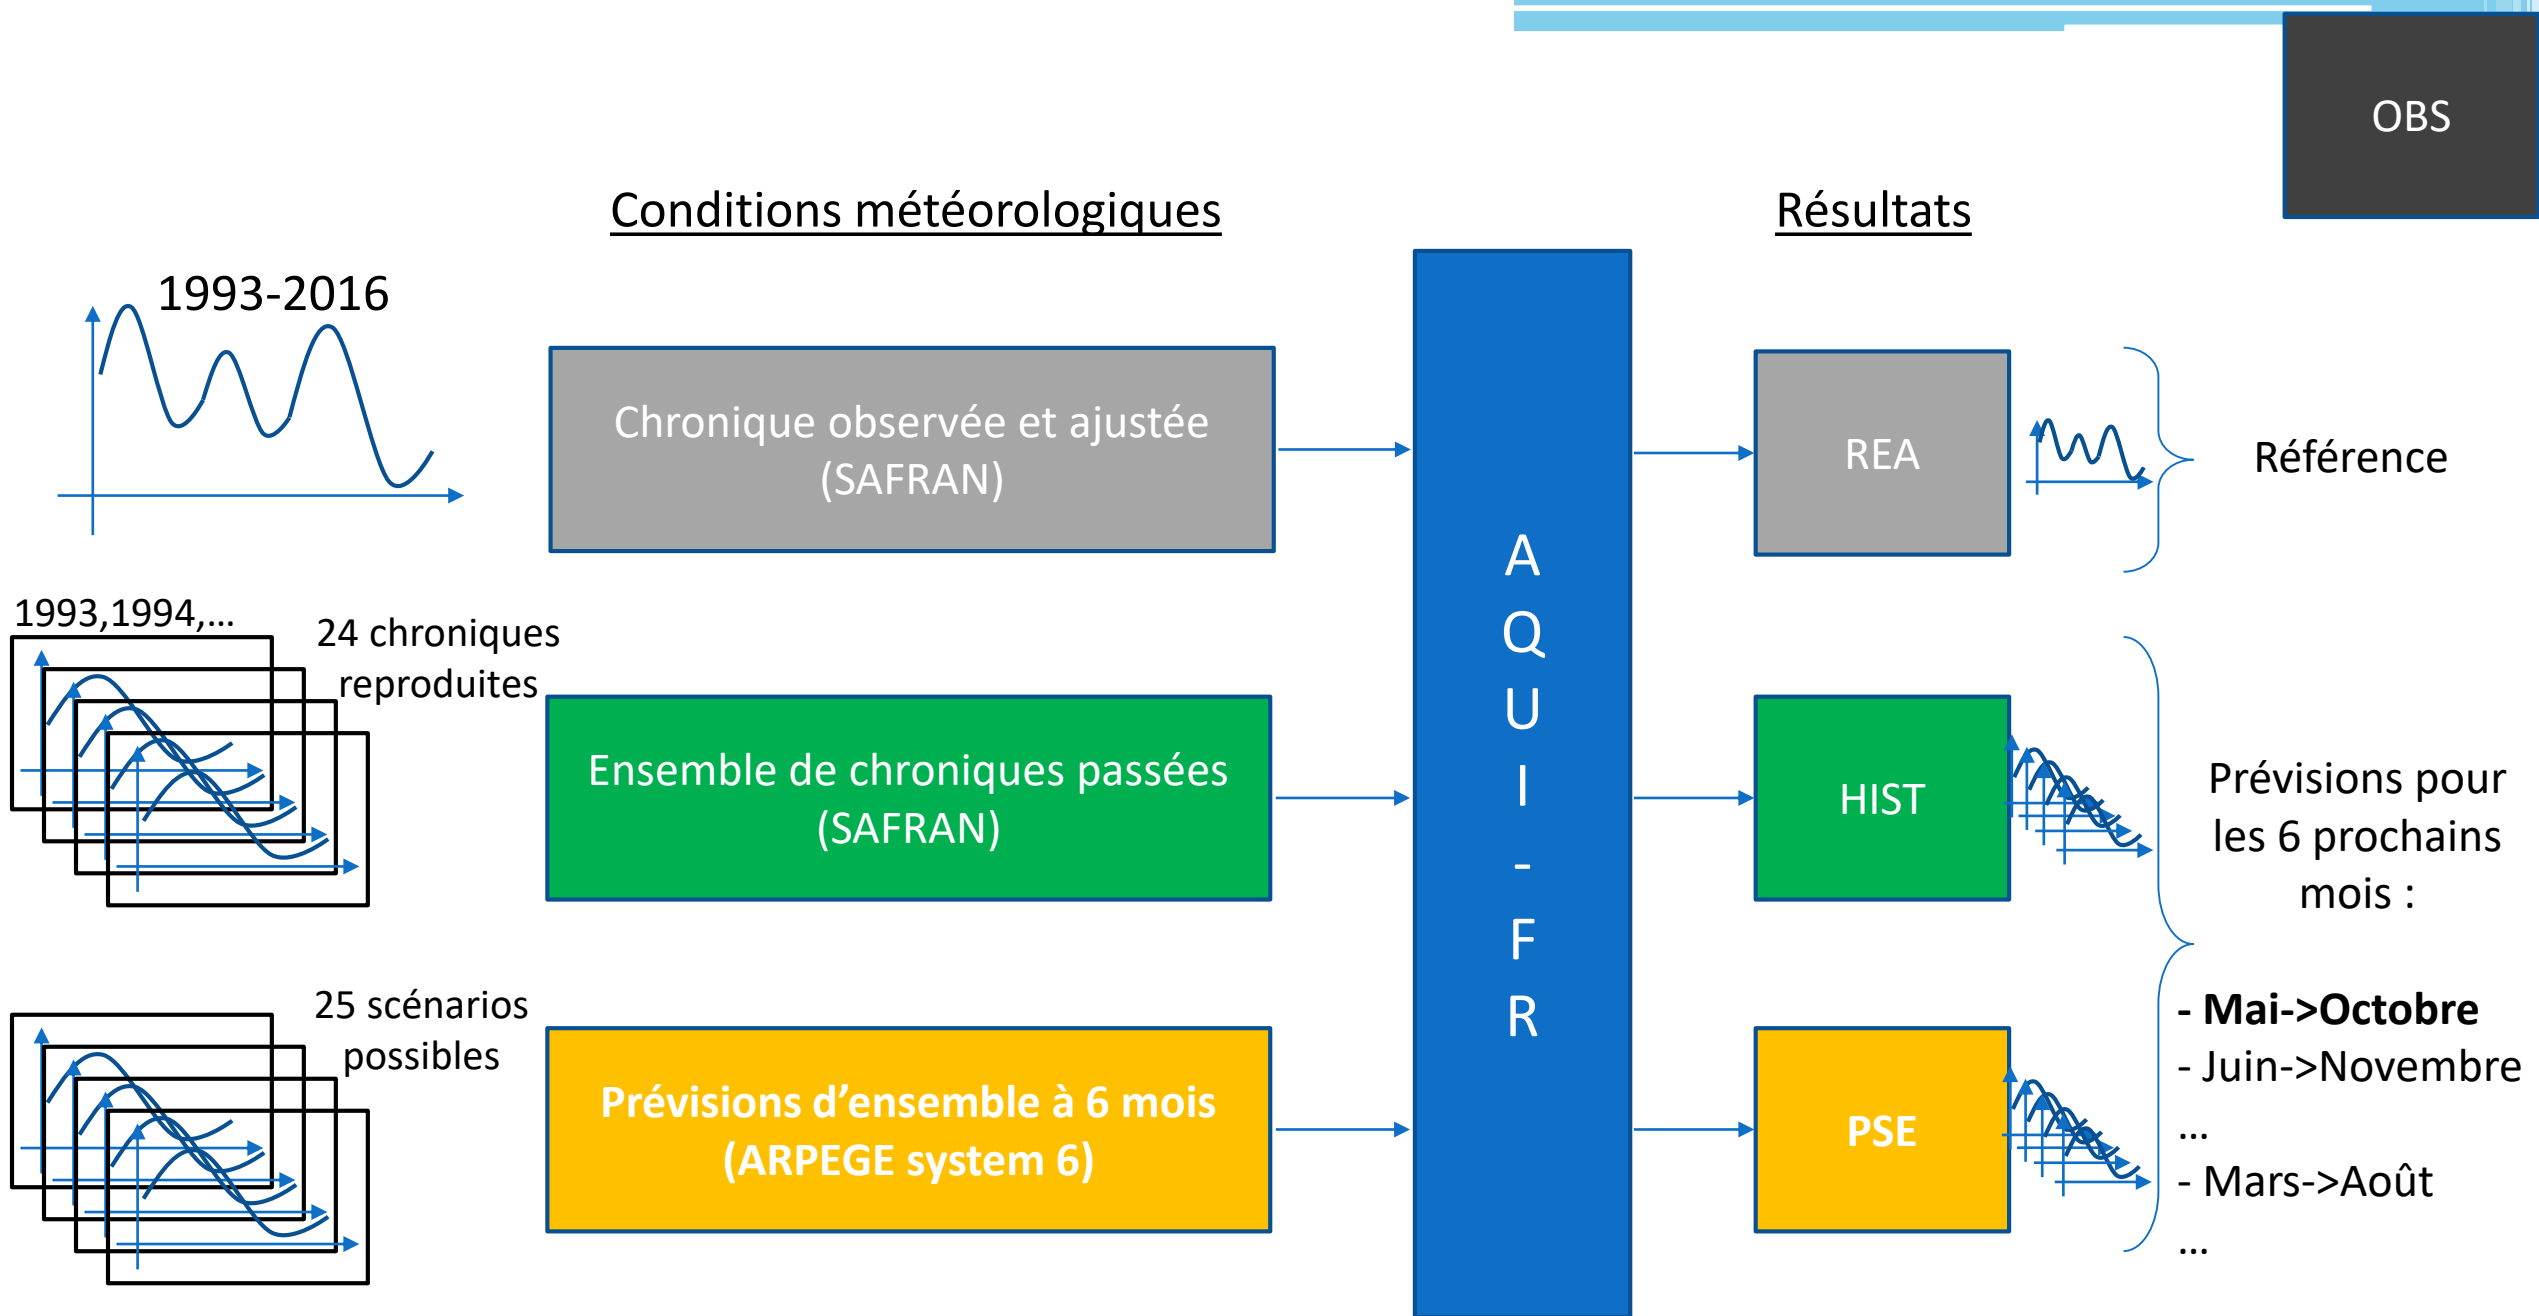 OBS
Conditions météorologiques
Résultats
1993-2016
Chronique observée et ajustée
(SAFRAN)
REA
Référence
1993,1994,...
24 chroniques
reproduites
Ensemble de chroniques passées
(SAFRAN)
A
Q
U
I
-
F
R
HIST
Prévisions pour
les 6 prochains
mois :
25 scénarios
possibles
Prévisions d’ensemble à 6 mois
(ARPEGE system 6)
PSE
- Mai->Octobre
- Juin->Novembre
...
- Mars->Août
...